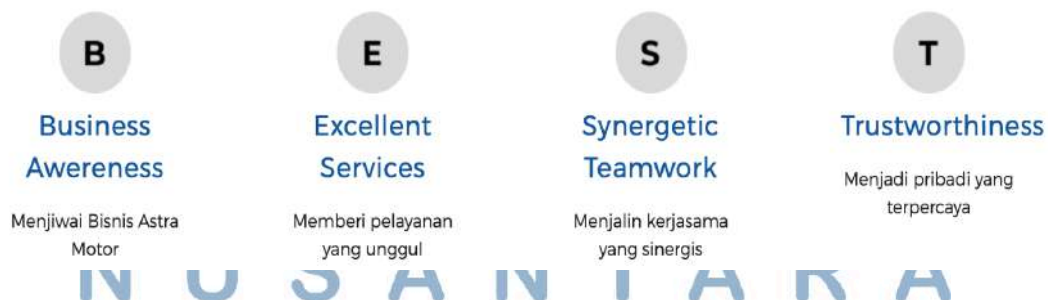 B
Business
Awereness
Menjiwai Bisnis Astra
Motor
E
Excellent
Services
Memberi pelayanan
yang unggul
S
Synergetic
Teamwork
Menjalin kerjasama
yang sinergis
T
Trustworthiness
Menjadi pribadi yang
terpercaya
NUSANTARA